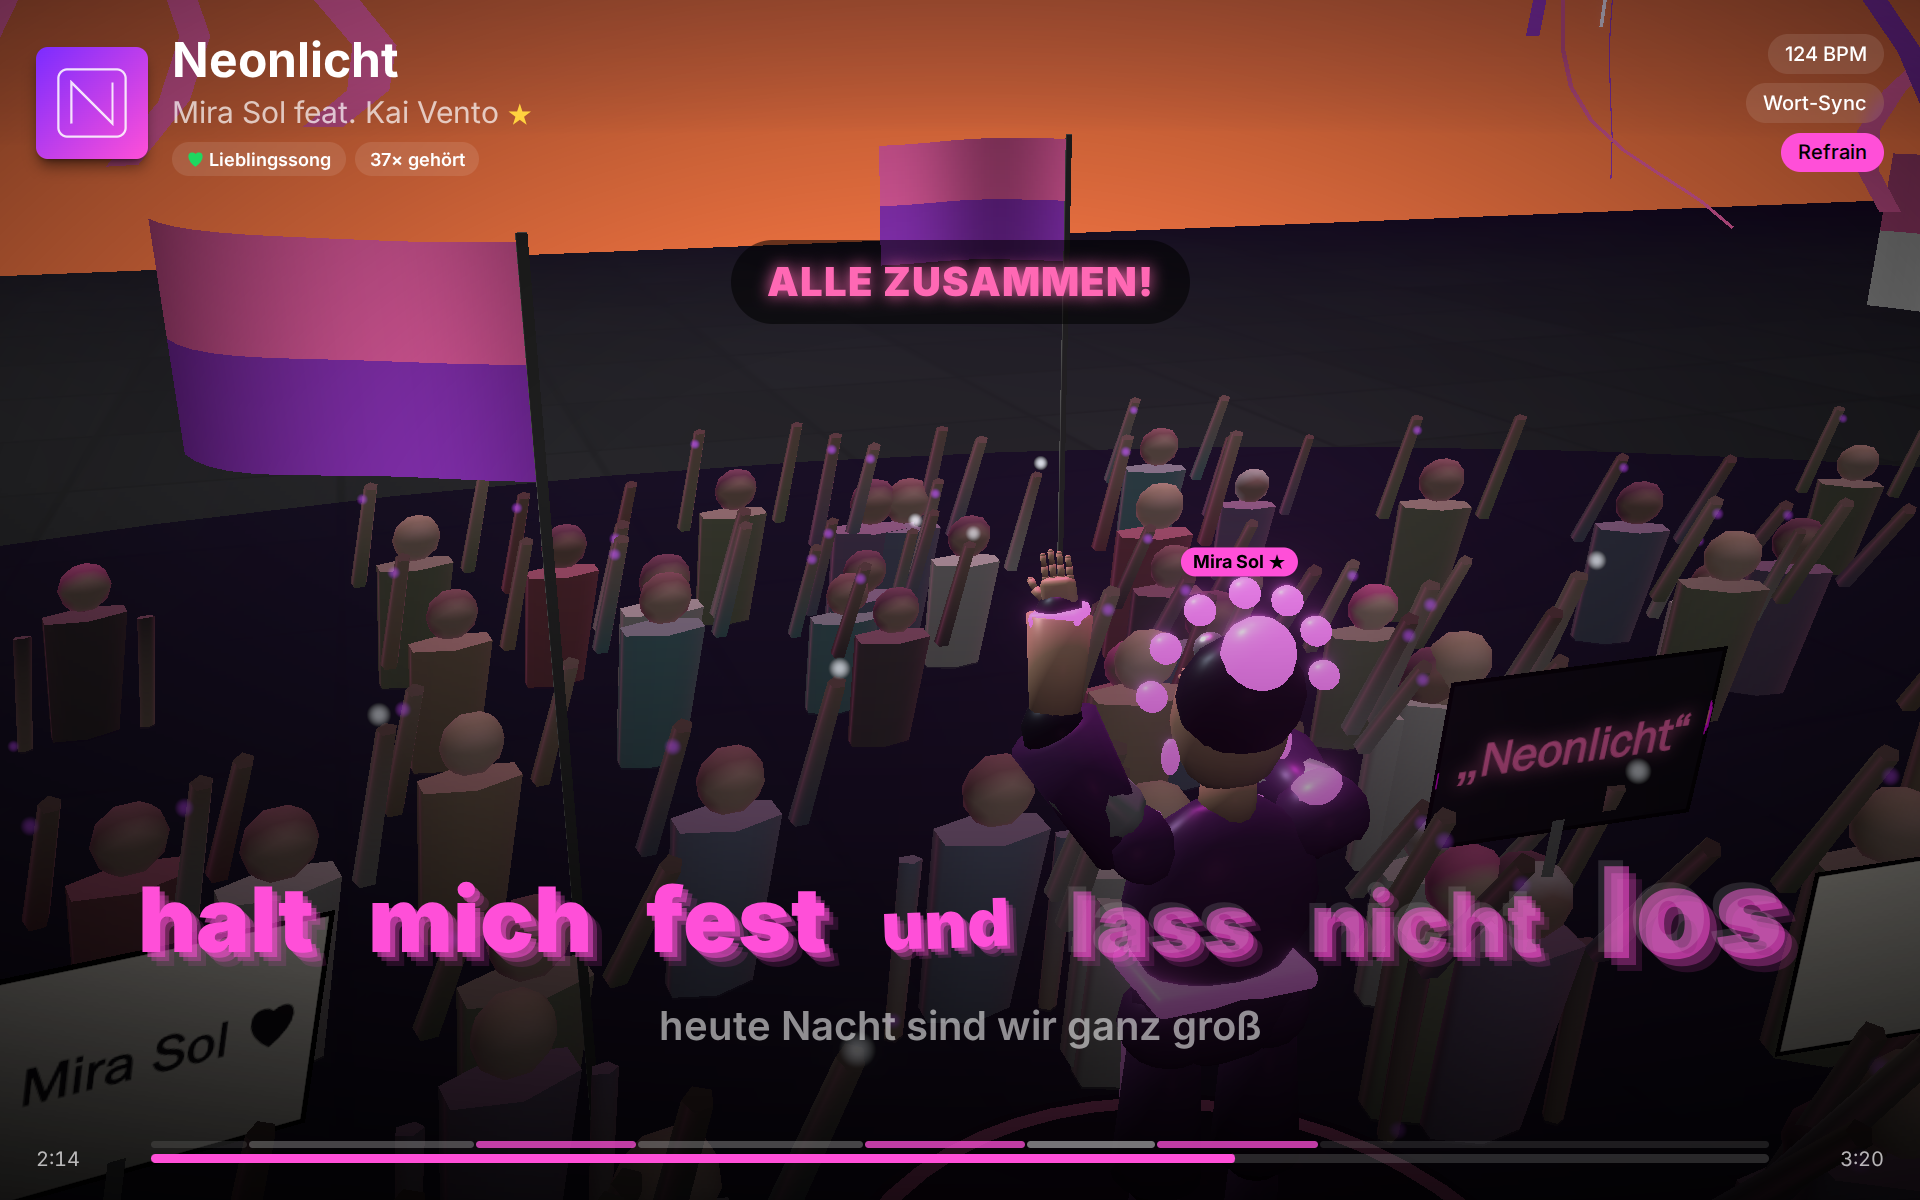 N
Neonlicht
Mira Sol feat. Kai Vento ★
Lieblingssong
37× gehört
124 BPM
Wort-Sync
Refrain
ALLE ZUSAMMEN!
Mira Sol ★
„Neonlicht“
halt mich fest und lass nicht los
heute Nacht sind wir ganz groß
Mira Sol ♥
2:14
3:20